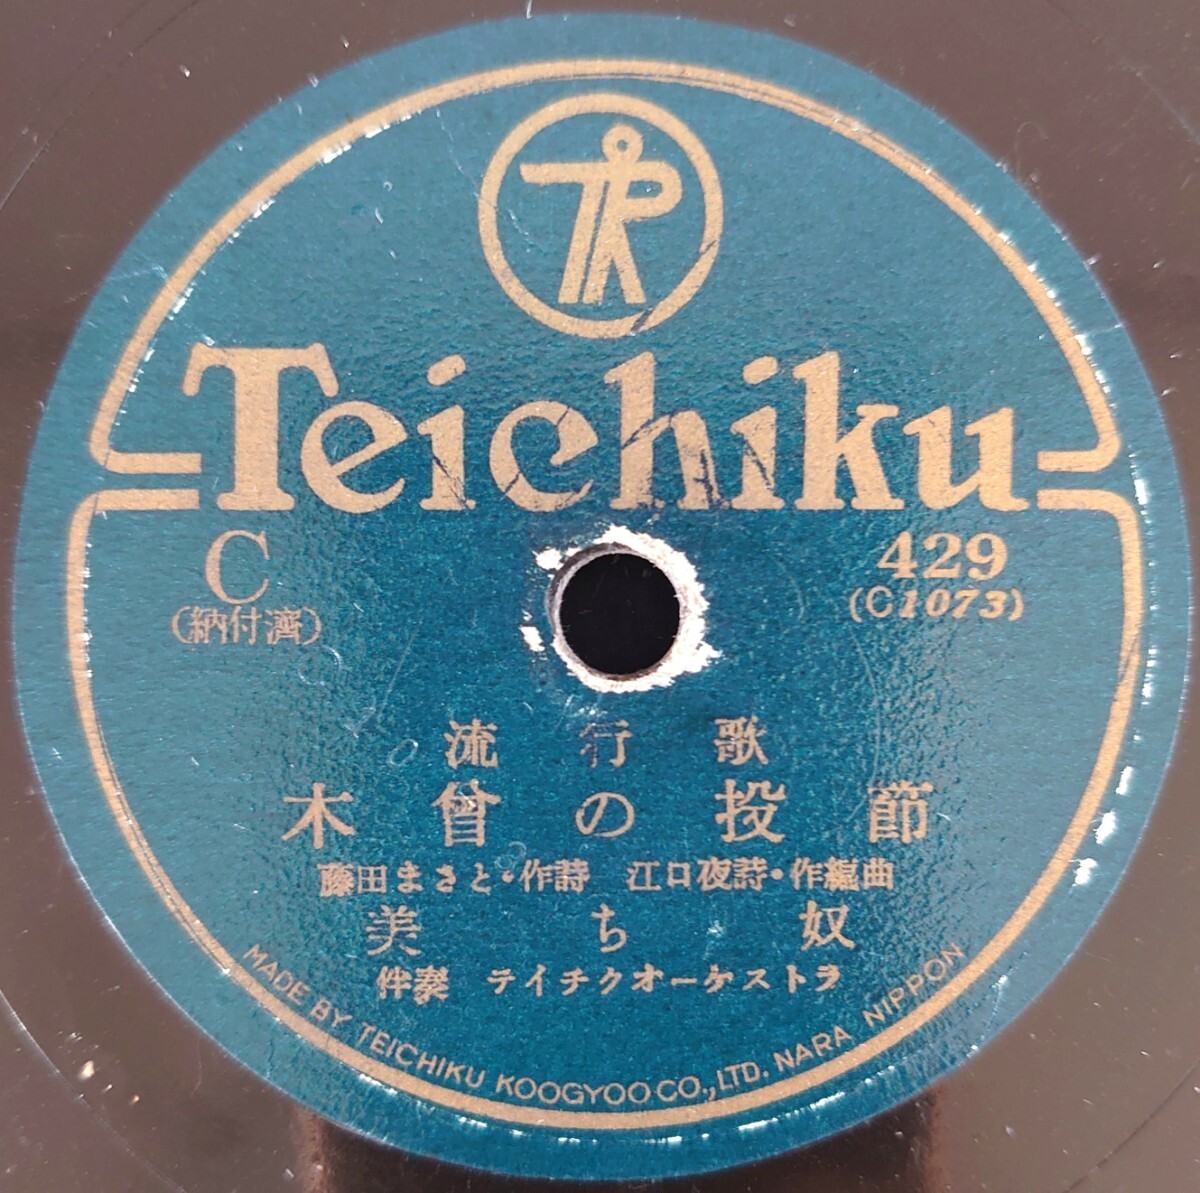 TR
Teichiku
C
(納付濟)
429
(C1073)
流行歌
木曾の投節
藤田まさと・作詩 江口夜詩・作編曲
美ち奴
伴奏 テイチクオーケストラ
MADE BY TEICHIKU KOOGYOO CO., LTD. NARA NIPPON